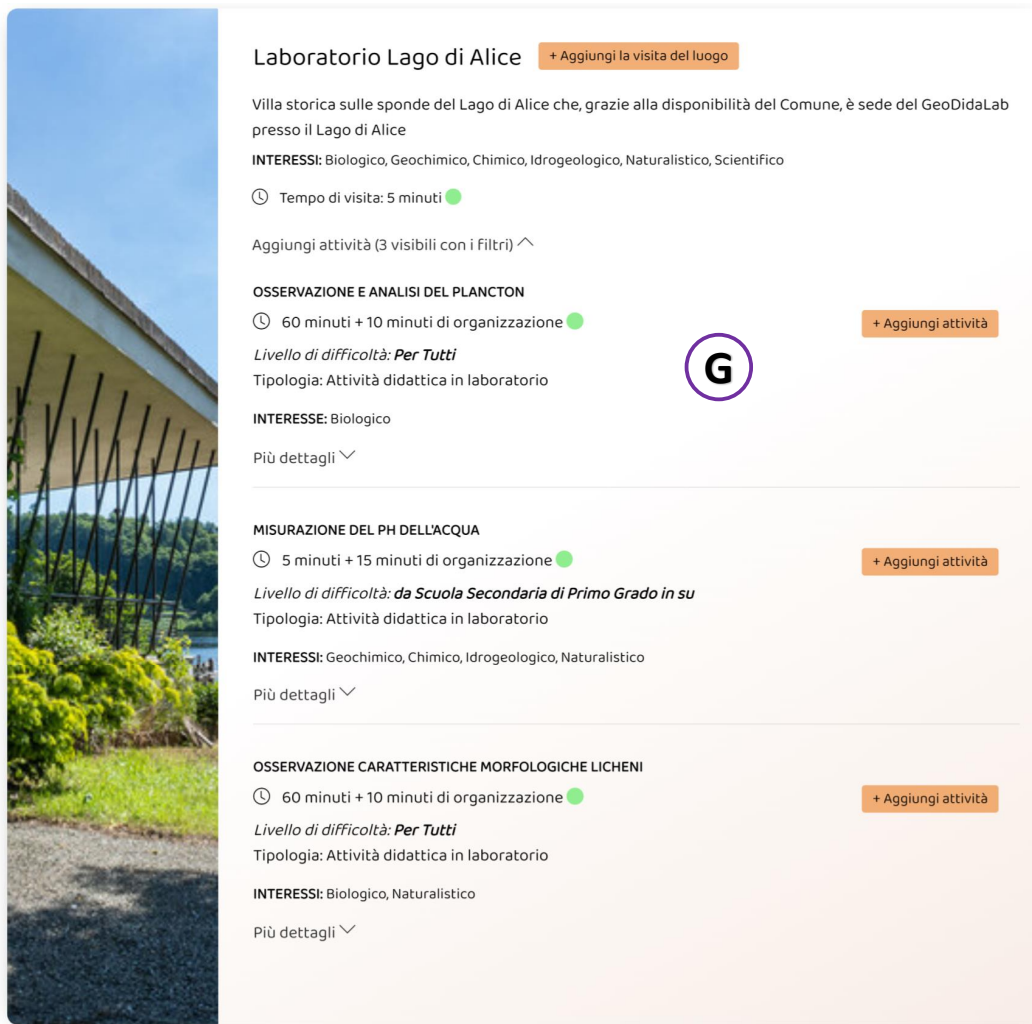 Laboratorio Lago di Alice + Aggiungi la visita del luogo
Villa storica sulle sponde del Lago di Alice che, grazie alla disponibilità del Comune, è sede del GeoDidaLab
presso il Lago di Alice
INTERESSI: Biologico, Geochimico, Chimico, Idrogeologico, Naturalistico, Scientifico
Tempo di visita: 5 minuti
Aggiungi attività (3 visibili con i filtri)
OSSERVAZIONE E ANALISI DEL PLANCTON
60 minuti + 10 minuti di organizzazione
+ Aggiungi attività
Livello di difficoltà: Per Tutti
G
Tipologia: Attività didattica in laboratorio
INTERESSE: Biologico
Più dettagli
MISURAZIONE DEL PH DELL'ACQUA
5 minuti + 15 minuti di organizzazione
+ Aggiungi attività
Livello di difficoltà: da Scuola Secondaria di Primo Grado in su
Tipologia: Attività didattica in laboratorio
INTERESSI: Geochimico, Chimico, Idrogeologico, Naturalistico
Più dettagli
OSSERVAZIONE CARATTERISTICHE MORFOLOGICHE LICHENI
60 minuti + 10 minuti di organizzazione
+ Aggiungi attività
Livello di difficoltà: Per Tutti
Tipologia: Attività didattica in laboratorio
INTERESSI: Biologico, Naturalistico
Più dettagli